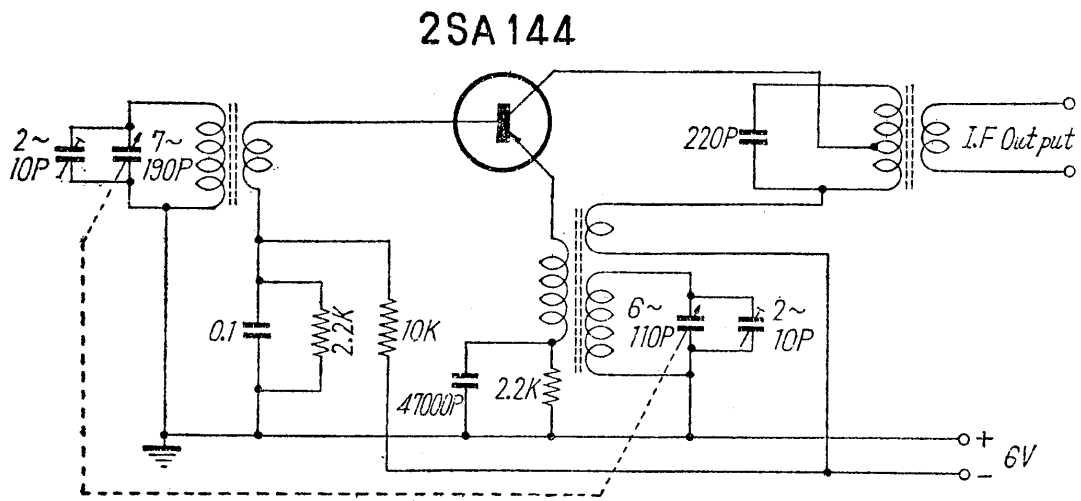 2SA144
2~
10P
7~
190P
220P
I.F Output
0.1
2.2K
10K
6~
110P
2~
10P
47000P
2.2K
+
6V
−